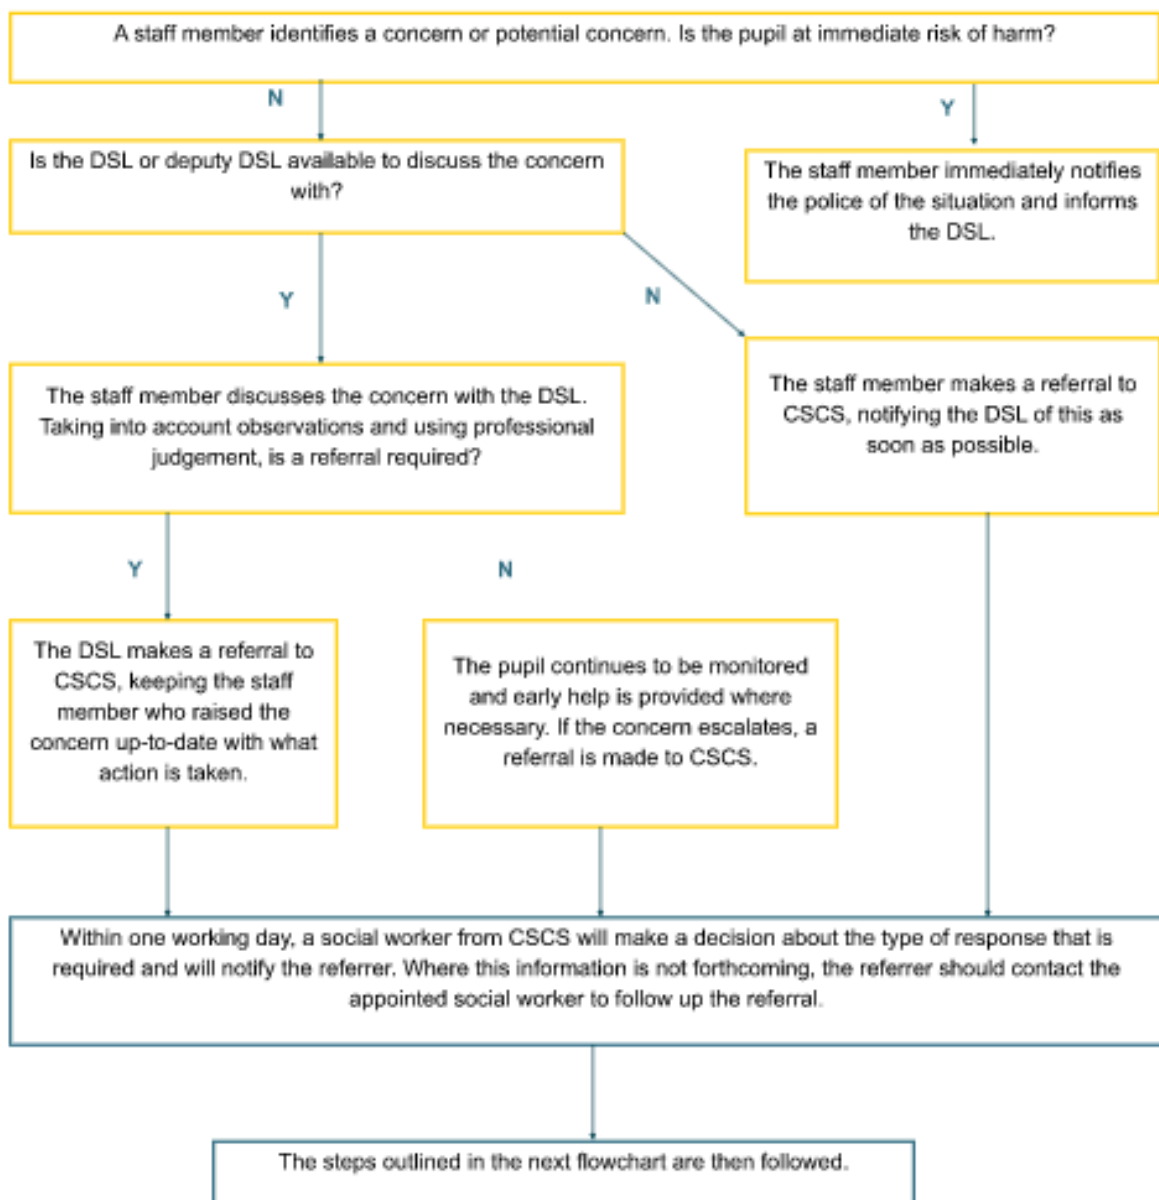 A staff member identifies a concern or potential concern. Is the pupil at immediate risk of harm?
N
Y
Is the DSL or deputy DSL available to discuss the concern
with?
The staff member immediately notifies
the police of the situation and informs
the DSL.
Y
N
The staff member discusses the concern with the DSL.
Taking into account observations and using professional
judgement, is a referral required?
The staff member makes a referral to
CSCS, notifying the DSL of this as
soon as possible.
Y
N
The DSL makes a referral to
CSCS, keeping the staff
member who raised the
concern up-to-date with what
action is taken.
The pupil continues to be monitored
and early help is provided where
necessary. If the concern escalates, a
referral is made to CSCS.
Within one working day, a social worker from CSCS will make a decision about the type of response that is
required and will notify the referrer. Where this information is not forthcoming, the referrer should contact the
appointed social worker to follow up the referral.
The steps outlined in the next flowchart are then followed.